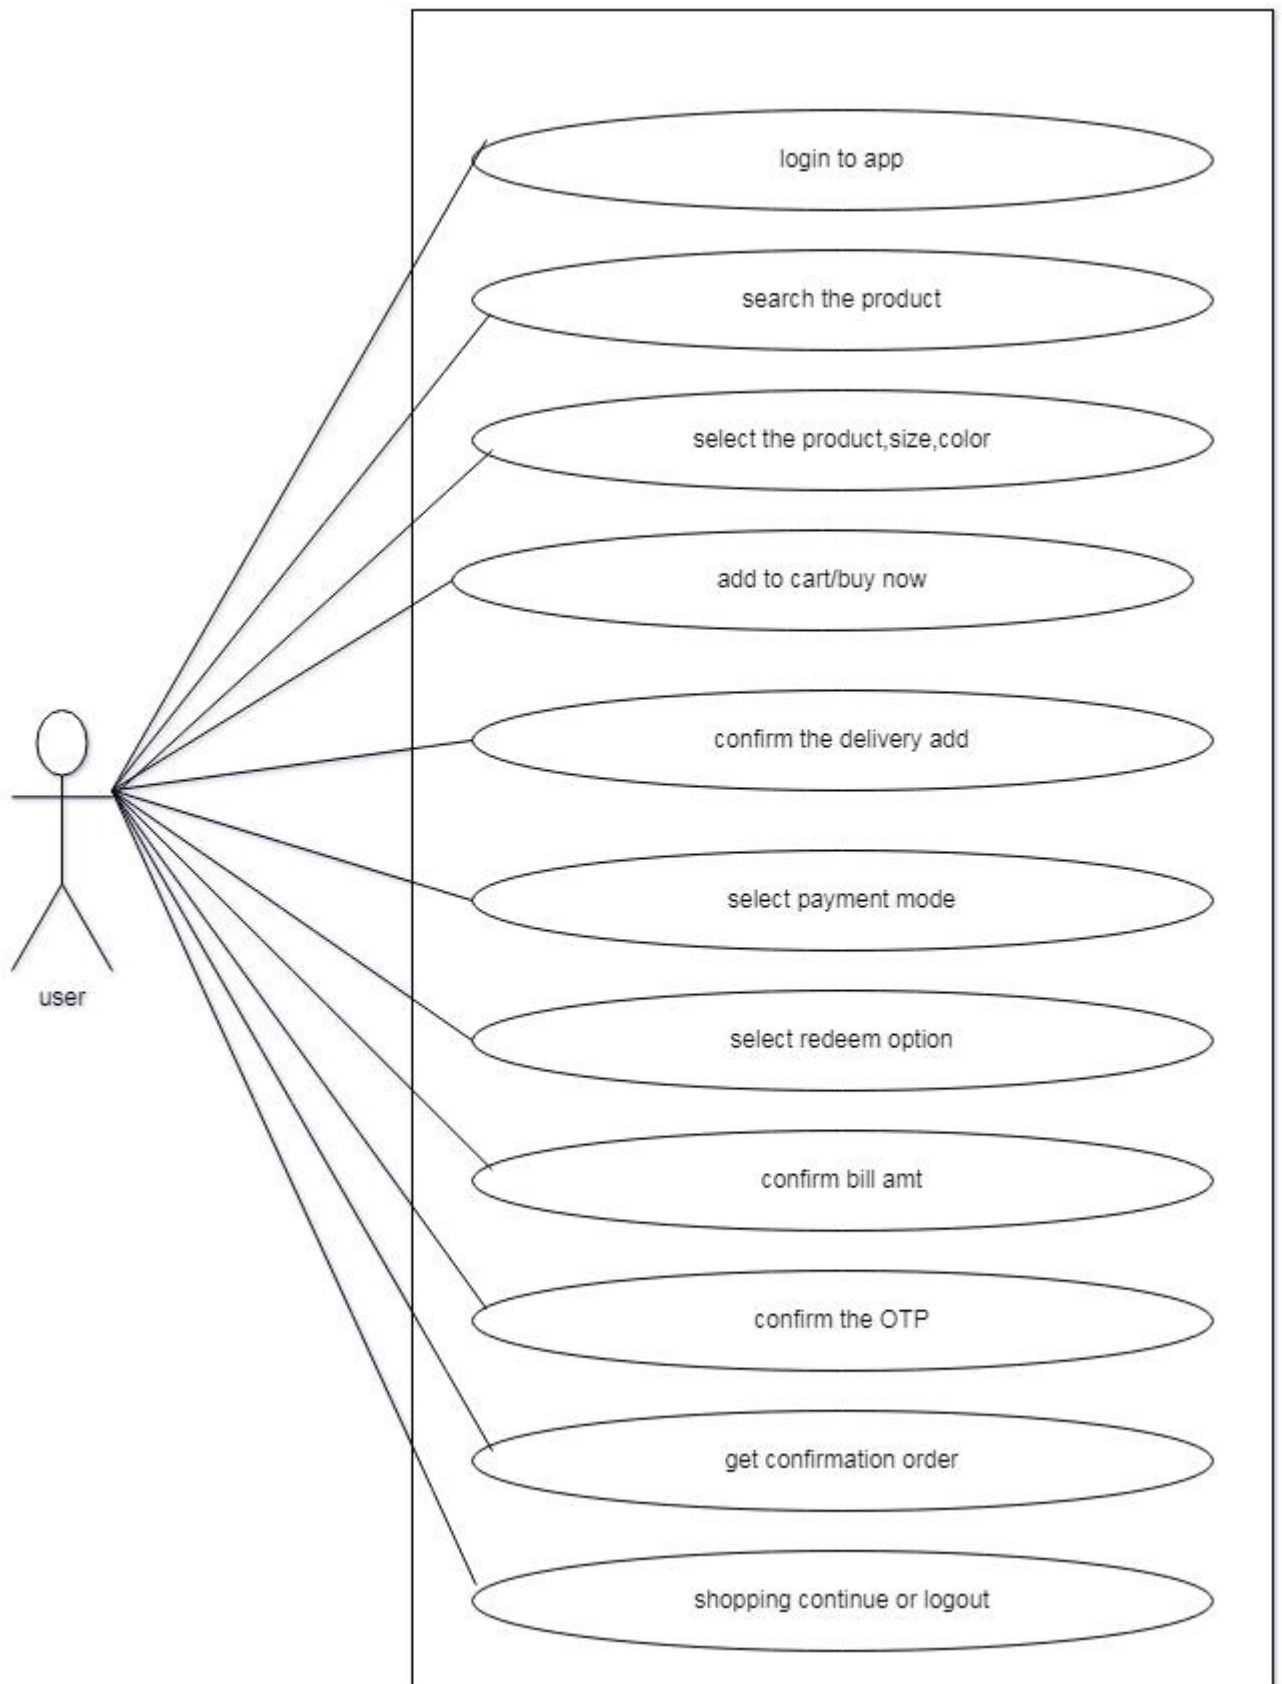 login to app
search the product
select the product,size,color
add to cart/buy now
confirm the delivery add
select payment mode
user
select redeem option
confirm bill amt
confirm the OTP
get confirmation order
shopping continue or logout